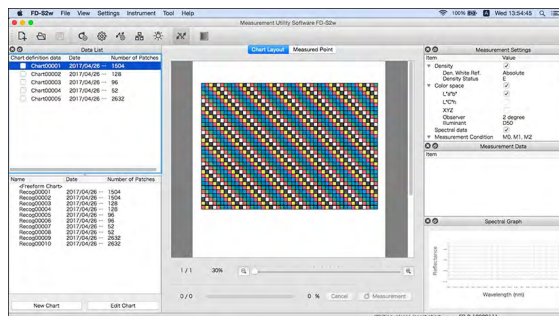 FD-S2w File View Settings Instrument Tool Help 100% Wed 13:54:45
Measurement Utility Software FD-S2w
Data List
Chart Layout Measured Point
Measurement Settings
Chart definition data Date Number of Patches
Chart00001 2017/04/26 ··· 1504
Chart00002 2017/04/26 ··· 128
Chart00003 2017/04/26 ··· 96
Chart00004 2017/04/26 ··· 52
Chart00005 2017/04/26 ··· 2632
Name Date Number of Patches
<Freeform Chart>
Recog00001 2017/04/26 ··· 1504
Recog00002 2017/04/26 ··· 1504
Recog00003 2017/04/26 ··· 128
Recog00004 2017/04/26 ··· 128
Recog00005 2017/04/26 ··· 96
Recog00006 2017/04/26 ··· 96
Recog00007 2017/04/26 ··· 52
Recog00008 2017/04/26 ··· 52
Recog00009 2017/04/26 ··· 2632
Recog00010 2017/04/26 ··· 2632
New Chart Edit Chart
1 / 1 30%
0 / 0 0 % Cancel Measurement
Item Value
Density
Den. White Ref. Absolute
Density Status E
Color space
L*a*b*
L*C*h
XYZ
Observer 2 degree
Illuminant D50
Spectral data
Measurement Condition M0, M1, M2
Measurement Data
Item
Spectral Graph
Reflectance
Wavelength (nm)